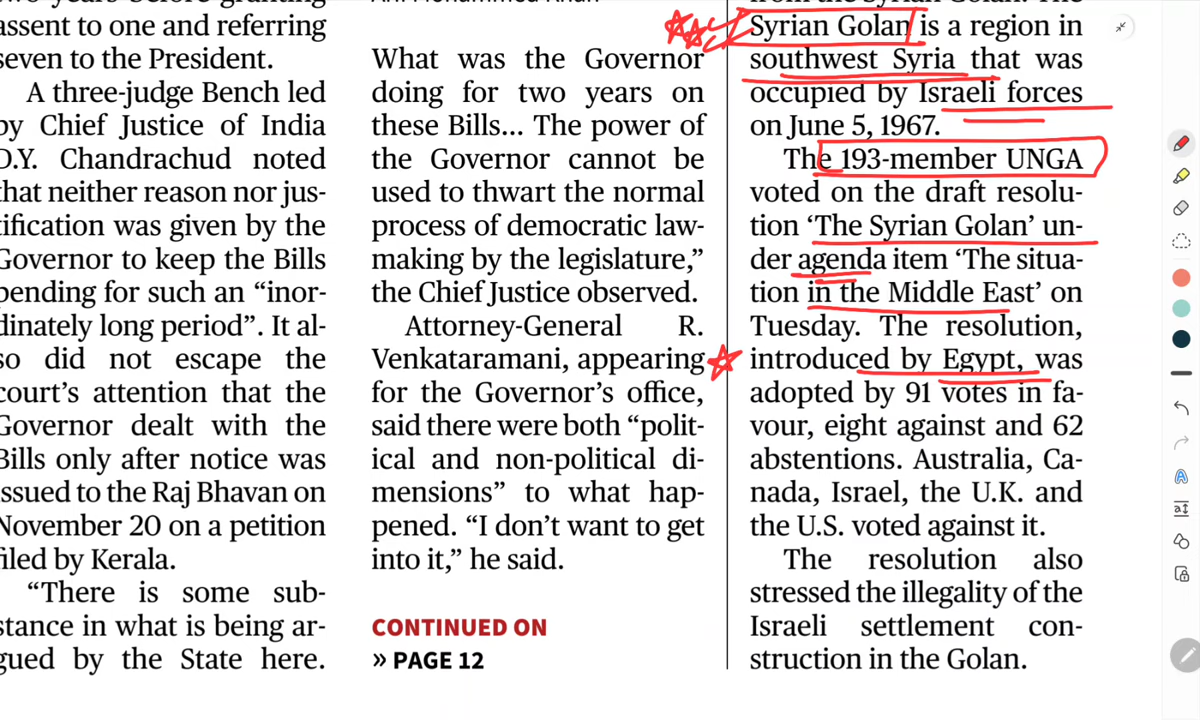 assent to one and referring
seven to the President.
A three-judge Bench led
by Chief Justice of India
D.Y. Chandrachud noted
that neither reason nor jus-
tification was given by the
Governor to keep the Bills
pending for such an “inor-
dinately long period”. It al-
so did not escape the
court’s attention that the
Governor dealt with the
Bills only after notice was
issued to the Raj Bhavan on
November 20 on a petition
filed by Kerala.
“There is some sub-
stance in what is being ar-
gued by the State here.
What was the Governor
doing for two years on
these Bills... The power of
the Governor cannot be
used to thwart the normal
process of democratic law-
making by the legislature,”
the Chief Justice observed.
Attorney-General R.
Venkataramani, appearing
for the Governor’s office,
said there were both “polit-
ical and non-political di-
mensions” to what hap-
pened. “I don’t want to get
into it,” he said.
CONTINUED ON
» PAGE 12
Syrian Golan is a region in
southwest Syria that was
occupied by Israeli forces
on June 5, 1967.
The 193-member UNGA
voted on the draft resolu-
tion ‘The Syrian Golan’ un-
der agenda item ‘The situa-
tion in the Middle East’ on
Tuesday. The resolution,
introduced by Egypt, was
adopted by 91 votes in fa-
vour, eight against and 62
abstentions. Australia, Ca-
nada, Israel, the U.K. and
the U.S. voted against it.
The resolution also
stressed the illegality of the
Israeli settlement con-
struction in the Golan.